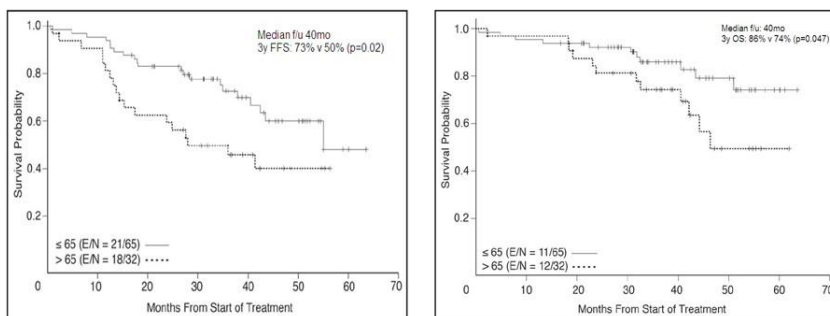 Median f/u 40mo
3y FFS: 73% v 50% (p=0.02)
1.0
0.8
0.6
0.4
0.2
Survival Probability
≤ 65 (E/N = 21/65)
> 65 (E/N = 18/32)
0 10 20 30 40 50 60 70
Months From Start of Treatment
Median f/u: 40mo
3y OS: 86% v 74% (p=0.047)
1.0
0.8
0.6
0.4
0.2
Survival Probability
≤ 65 (E/N = 11/65)
> 65 (E/N = 12/32)
0 10 20 30 40 50 60 70
Months From Start of Treatment